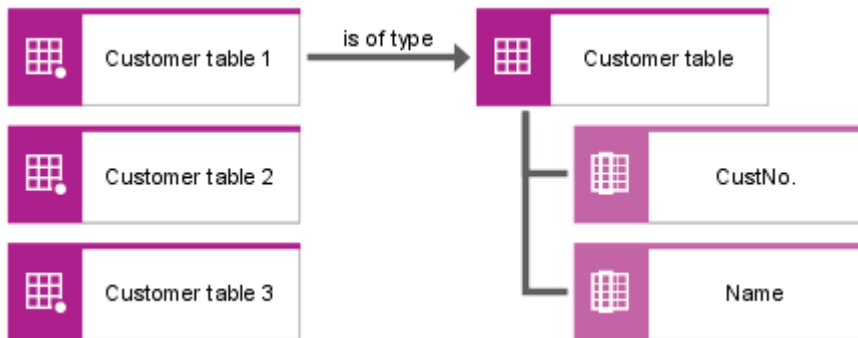 Customer table 1
is of type
Customer table
Customer table 2
CustNo.
Customer table 3
Name